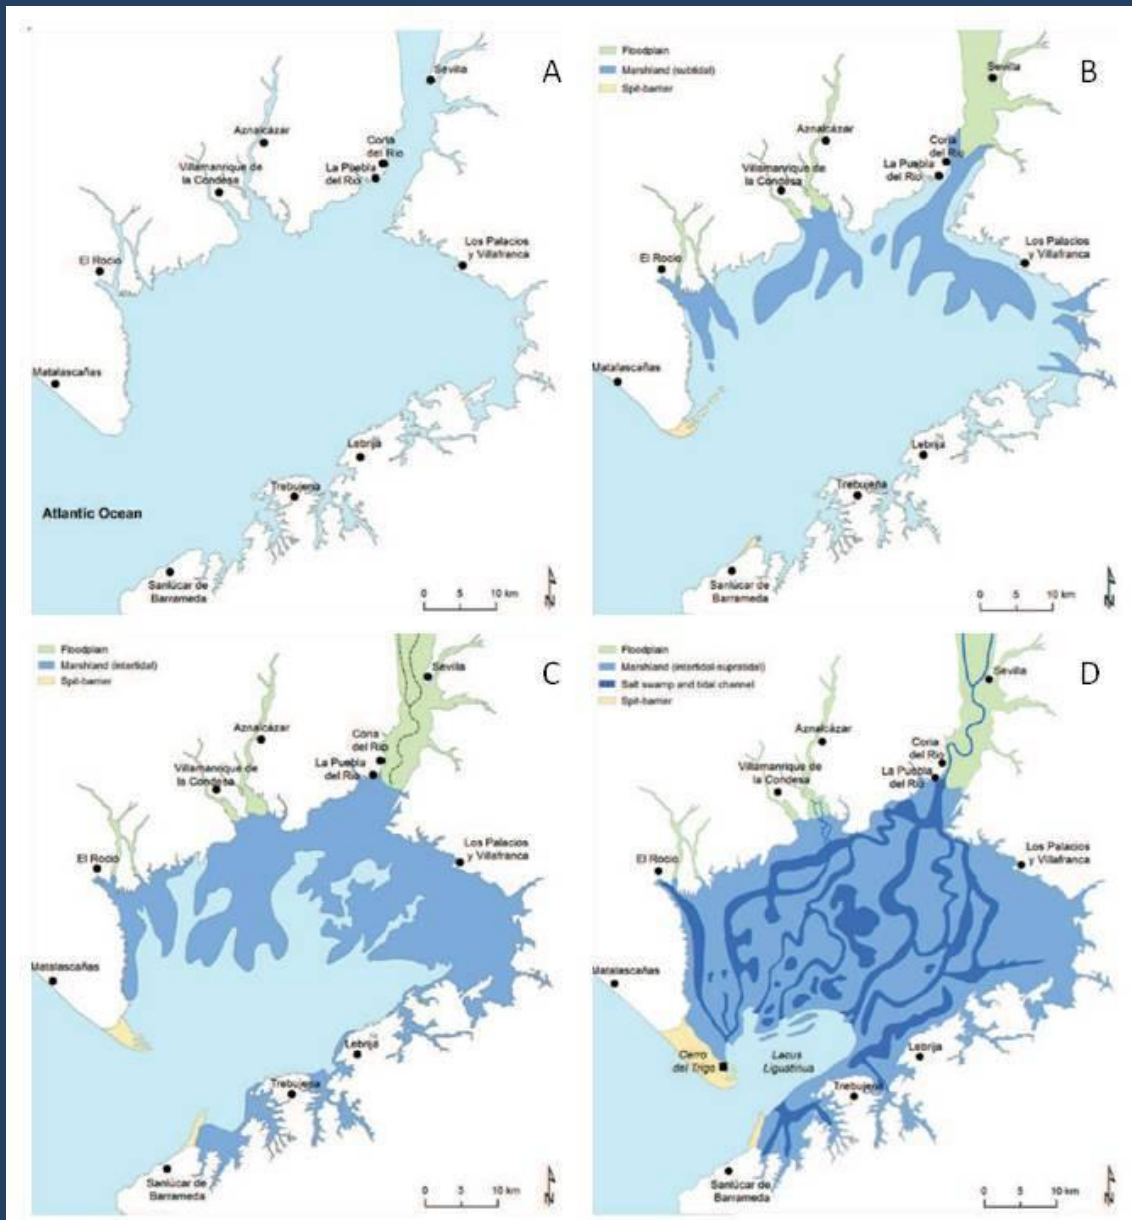 A
Sevilla
Aznalcázar
Coria
del Río
Villamanrique de
la Condesa
La Puebla
del Río
Los Palacios
y Villafranca
El Rocío
Matalascañas
Lebrija
Trebujena
Atlantic Ocean
Sanlúcar de
Barrameda
0 5 10 km
N
B
Floodplain
Marshland (subtidal)
Spit-barrier
Sevilla
Aznalcázar
Coria
del Río
La Puebla
del Río
Villamanrique de
la Condesa
Los Palacios
y Villafranca
El Rocío
Matalascañas
Lebrija
Trebujena
Sanlúcar de
Barrameda
0 5 10 km
N
C
Floodplain
Marshland (intertidal)
Spit-barrier
Sevilla
Aznalcázar
Coria
del Río
La Puebla
del Río
Villamanrique de
la Condesa
Los Palacios
y Villafranca
El Rocío
Matalascañas
Lebrija
Trebujena
Sanlúcar de
Barrameda
0 5 10 km
N
D
Floodplain
Marshland (intertidal-supratidal)
Salt swamp and tidal channel
Spit-barrier
Sevilla
Aznalcázar
Coria
del Río
La Puebla
del Río
Villamanrique de
la Condesa
Los Palacios
y Villafranca
El Rocío
Matalascañas
Cerro
del Trigo
Lacus
Ligustinus
Lebrija
Trebujena
Sanlúcar de
Barrameda
0 5 10 km
N